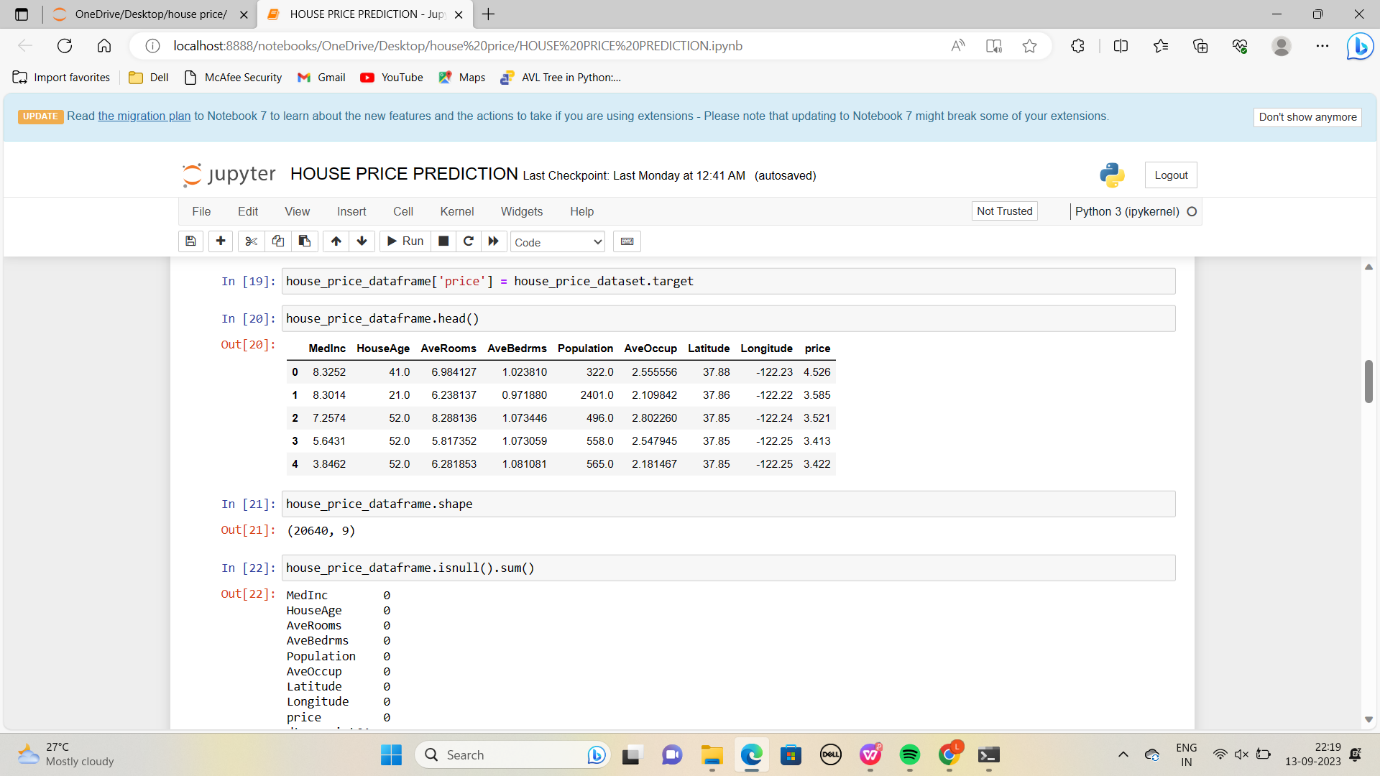 OneDrive/Desktop/house price/
HOUSE PRICE PREDICTION - Jup
localhost:8888/notebooks/OneDrive/Desktop/house%20price/HOUSE%20PRICE%20PREDICTION.ipynb
Import favorites Dell McAfee Security Gmail YouTube Maps AVL Tree in Python:...
UPDATE Read the migration plan to Notebook 7 to learn about the new features and the actions to take if you are using extensions - Please note that updating to Notebook 7 might break some of your extensions. Don't show anymore
jupyter HOUSE PRICE PREDICTION Last Checkpoint: Last Monday at 12:41 AM (autosaved) Logout
File Edit View Insert Cell Kernel Widgets Help Not Trusted Python 3 (ipykernel)
Run Code
In [19]: house_price_dataframe['price'] = house_price_dataset.target
In [20]: house_price_dataframe.head()
Out[20]:
MedInc HouseAge AveRooms AveBedrms Population AveOccup Latitude Longitude price
0 8.3252 41.0 6.984127 1.023810 322.0 2.555556 37.88 -122.23 4.526
1 8.3014 21.0 6.238137 0.971880 2401.0 2.109842 37.86 -122.22 3.585
2 7.2574 52.0 8.288136 1.073446 496.0 2.802260 37.85 -122.24 3.521
3 5.6431 52.0 5.817352 1.073059 558.0 2.547945 37.85 -122.25 3.413
4 3.8462 52.0 6.281853 1.081081 565.0 2.181467 37.85 -122.25 3.422
In [21]: house_price_dataframe.shape
Out[21]: (20640, 9)
In [22]: house_price_dataframe.isnull().sum()
Out[22]: MedInc 0
HouseAge 0
AveRooms 0
AveBedrms 0
Population 0
AveOccup 0
Latitude 0
Longitude 0
price 0
27°C
Mostly cloudy
Search
DELL
L
ENG
IN
22:19
13-09-2023